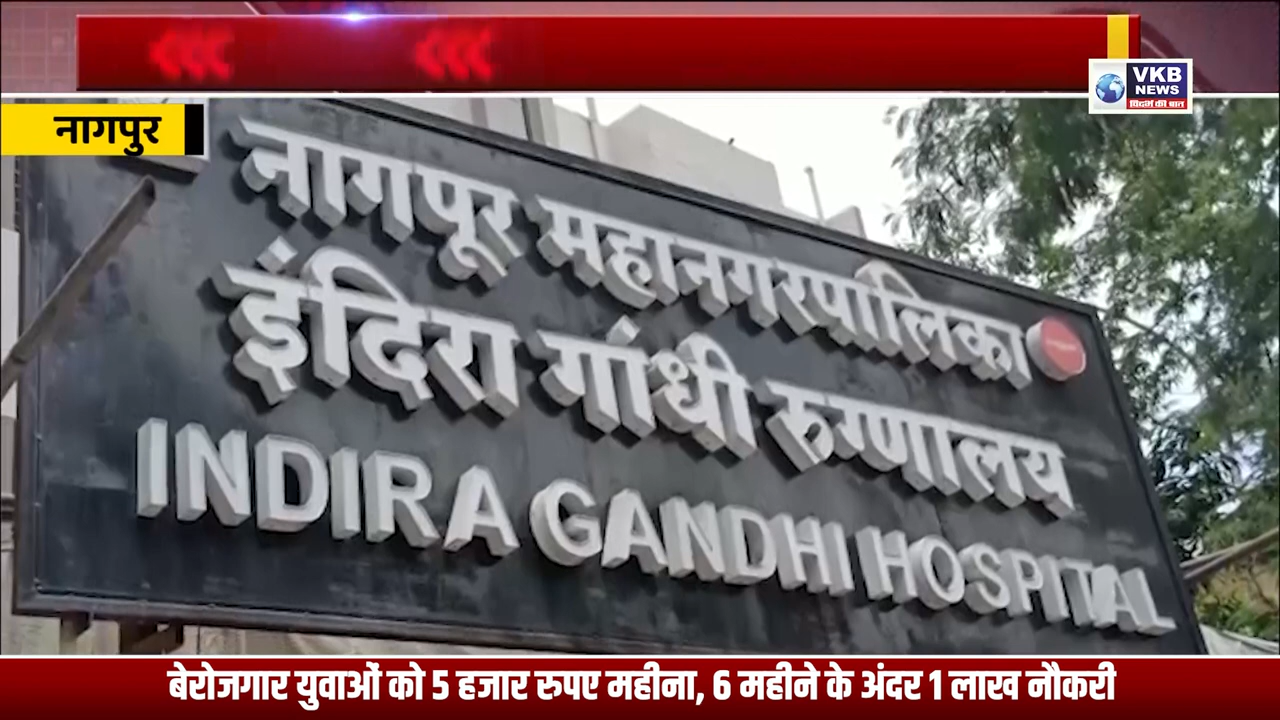 VKB
NEWS
विदर्भ की बात
नागपुर
नागपूर महानगरपालिका
इंदिरा गांधी रुग्णालय
INDIRA GANDHI HOSPITAL
बेरोजगार युवाओं को 5 हजार रुपए महीना, 6 महीने के अंदर 1 लाख नौकरी